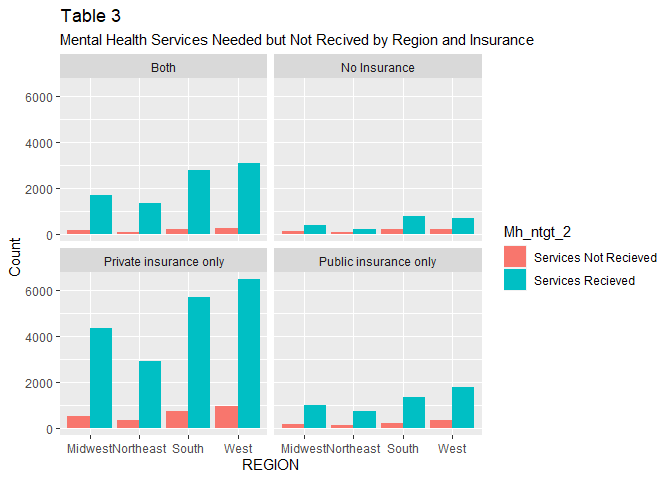 Table 3
Mental Health Services Needed but Not Recived by Region and Insurance
Both
No Insurance
6000
4000
2000
0
Private insurance only
Public insurance only
6000
4000
2000
0
Midwest Northeast South West
Midwest Northeast South West
REGION
Count
Mh_ntgt_2
Services Not Recieved
Services Recieved